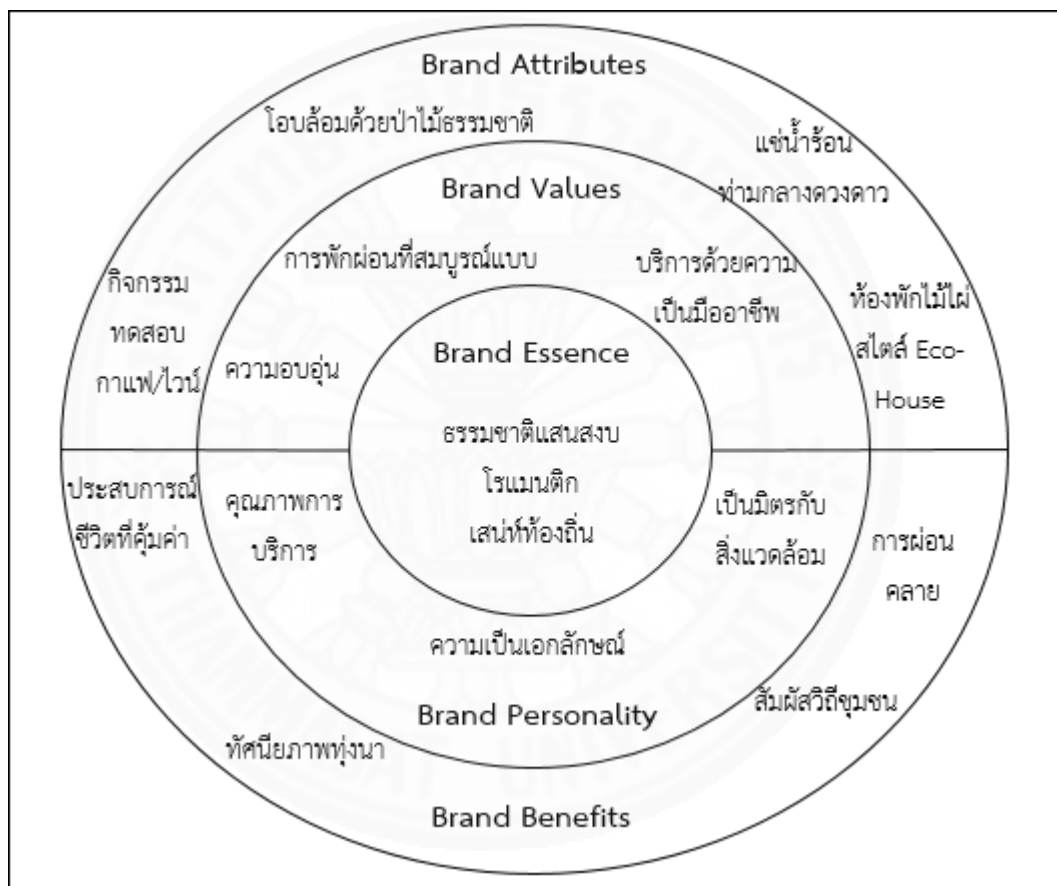 Brand Attributes
โอบล้อมด้วยป่าไม้ธรรมชาติ
แช่น้ำร้อน
ท่ามกลางดวงดาว
Brand Values
การพักผ่อนที่สมบูรณ์แบบ
บริการด้วยความ
เป็นมืออาชีพ
กิจกรรม
ทดสอบ
กาแฟ/ไวน์
ความอบอุ่น
ห้องพักไม้ไผ่
สไตล์ Eco-
House
Brand Essence
ธรรมชาติแสนสงบ
โรแมนติก
เสน่ห์ท้องถิ่น
ประสบการณ์
ชีวิตที่คุ้มค่า
คุณภาพการ
บริการ
เป็นมิตรกับ
สิ่งแวดล้อม
การผ่อน
คลาย
ความเป็นเอกลักษณ์
Brand Personality
สัมผัสวิถีชุมชน
ทัศนียภาพทุ่งนา
Brand Benefits
THAMMASAT UNIVERSITY